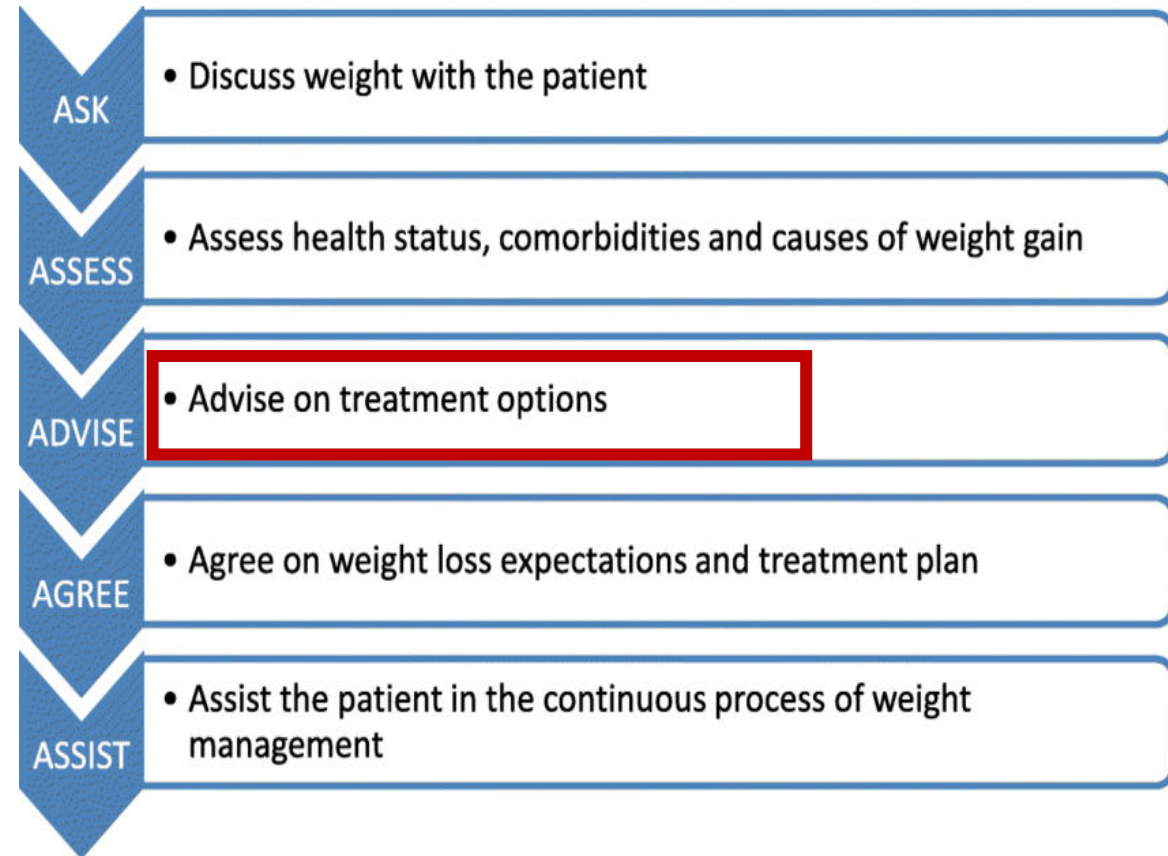 ASK
• Discuss weight with the patient
ASSESS
• Assess health status, comorbidities and causes of weight gain
ADVISE
• Advise on treatment options
AGREE
• Agree on weight loss expectations and treatment plan
ASSIST
• Assist the patient in the continuous process of weight
management